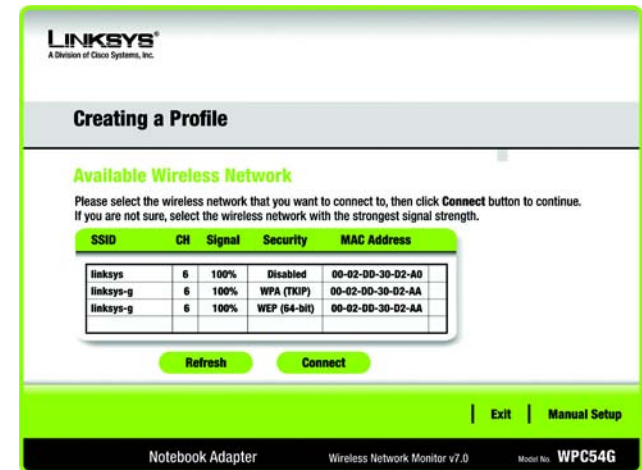 LINKSYS®
A Division of Cisco Systems, Inc.
Creating a Profile
Available Wireless Network
Please select the wireless network that you want to connect to, then click Connect button to continue.
If you are not sure, select the wireless network with the strongest signal strength.
SSID CH Signal Security MAC Address
linksys 6 100% Disabled 00-02-DD-30-D2-A0
linksys-g 6 100% WPA (TKIP) 00-02-DD-30-D2-AA
linksys-g 6 100% WEP (64-bit) 00-02-DD-30-D2-AA
Refresh Connect
Exit Manual Setup
Notebook Adapter Wireless Network Monitor v7.0 Model No. WPC54G